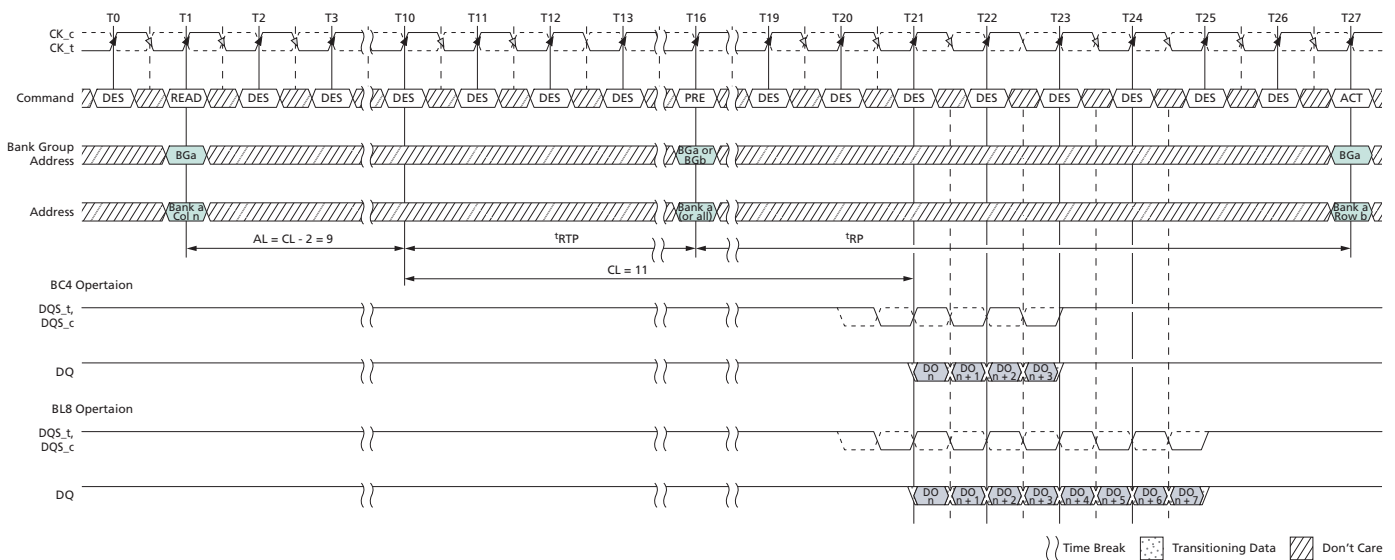 T0 T1 T2 T3 T10 T11 T12 T13 T16 T19 T20 T21 T22 T23 T24 T25 T26 T27
CK_c
CK_t
Command DES READ DES DES DES DES DES DES PRE DES DES DES DES DES DES DES DES ACT
Bank Group
Address
BGa
BGa or
BGb
BGa
Address
Bank a
Col n
Bank a
(or all)
Bank a
Row b
AL = CL - 2 = 9
tRTP
tRP
CL = 11
BC4 Opertaion
DQS_t,
DQS_c
DQ
DO
n
DO
n + 1
DO
n + 2
DO
n + 3
BL8 Opertaion
DQS_t,
DQS_c
DQ
DO
n
DO
n + 1
DO
n + 2
DO
n + 3
DO
n + 4
DO
n + 5
DO
n + 6
DO
n + 7
Time Break Transitioning Data Don't Care